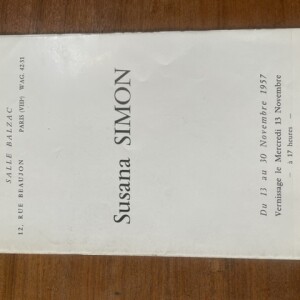 SALLE BALZAC
12, RUE BEAUJON PARIS (VIIIe) WAG. 42.51
Susana SIMON
Du 13 au 30 Novembre 1957
Vernissage le Mercredi 13 Novembre
— à 17 heures —